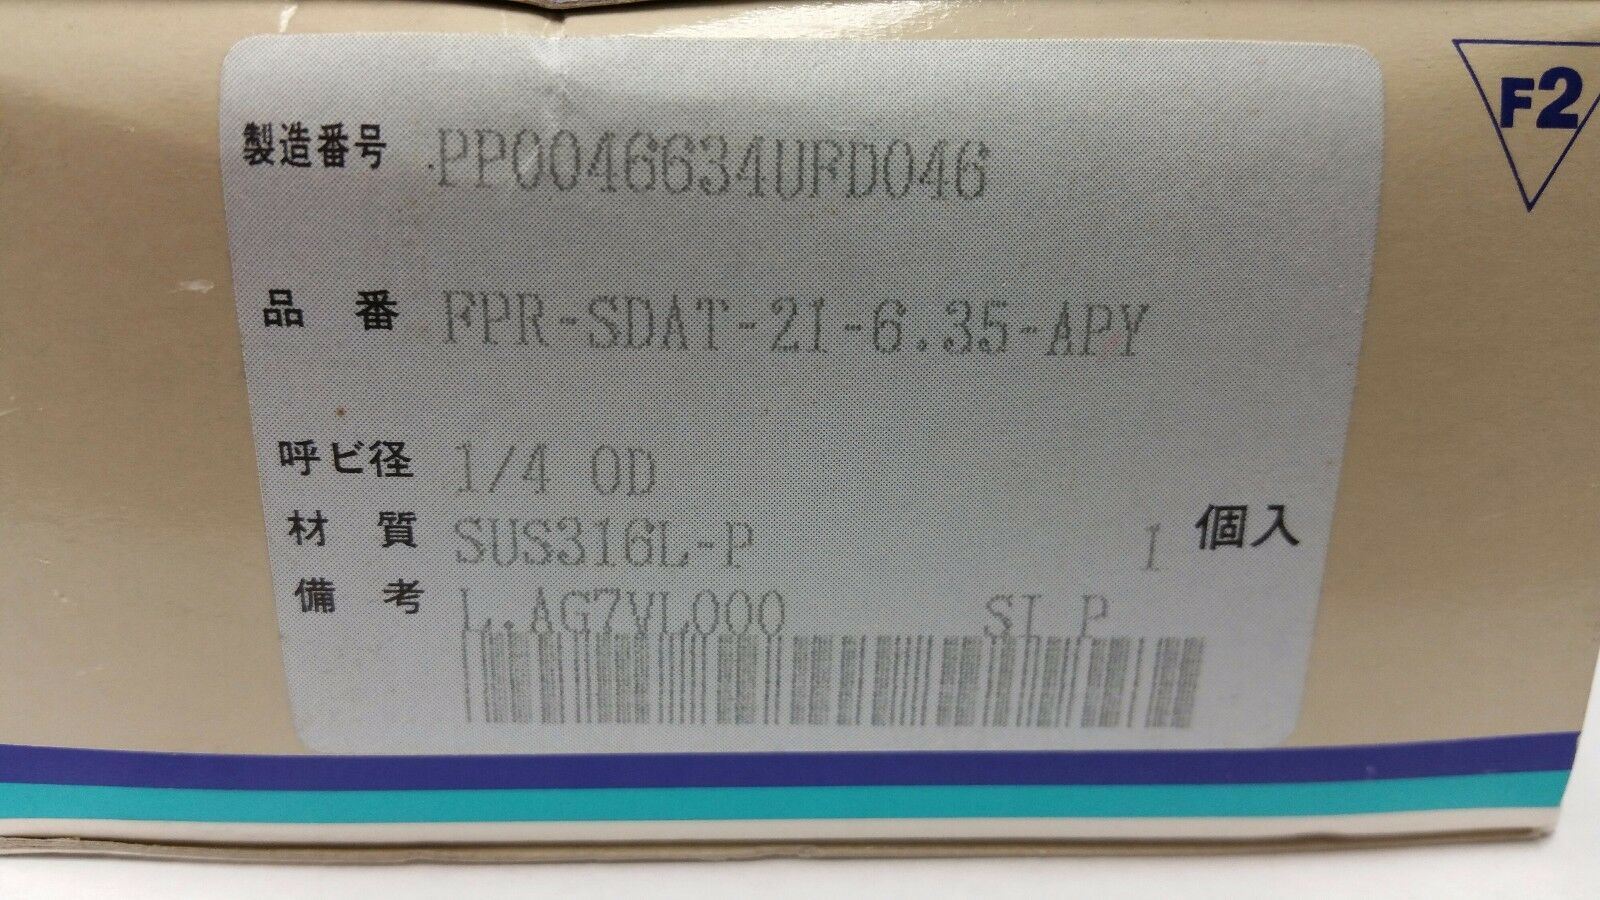 F2
製造番号 PP0046634UFD046
品番 FPR-SDAT-21-6.35-APY
呼ビ径 1/4 OD
材質 SUS316L-P 1 個入
備考 L.AG7VL000 SI P